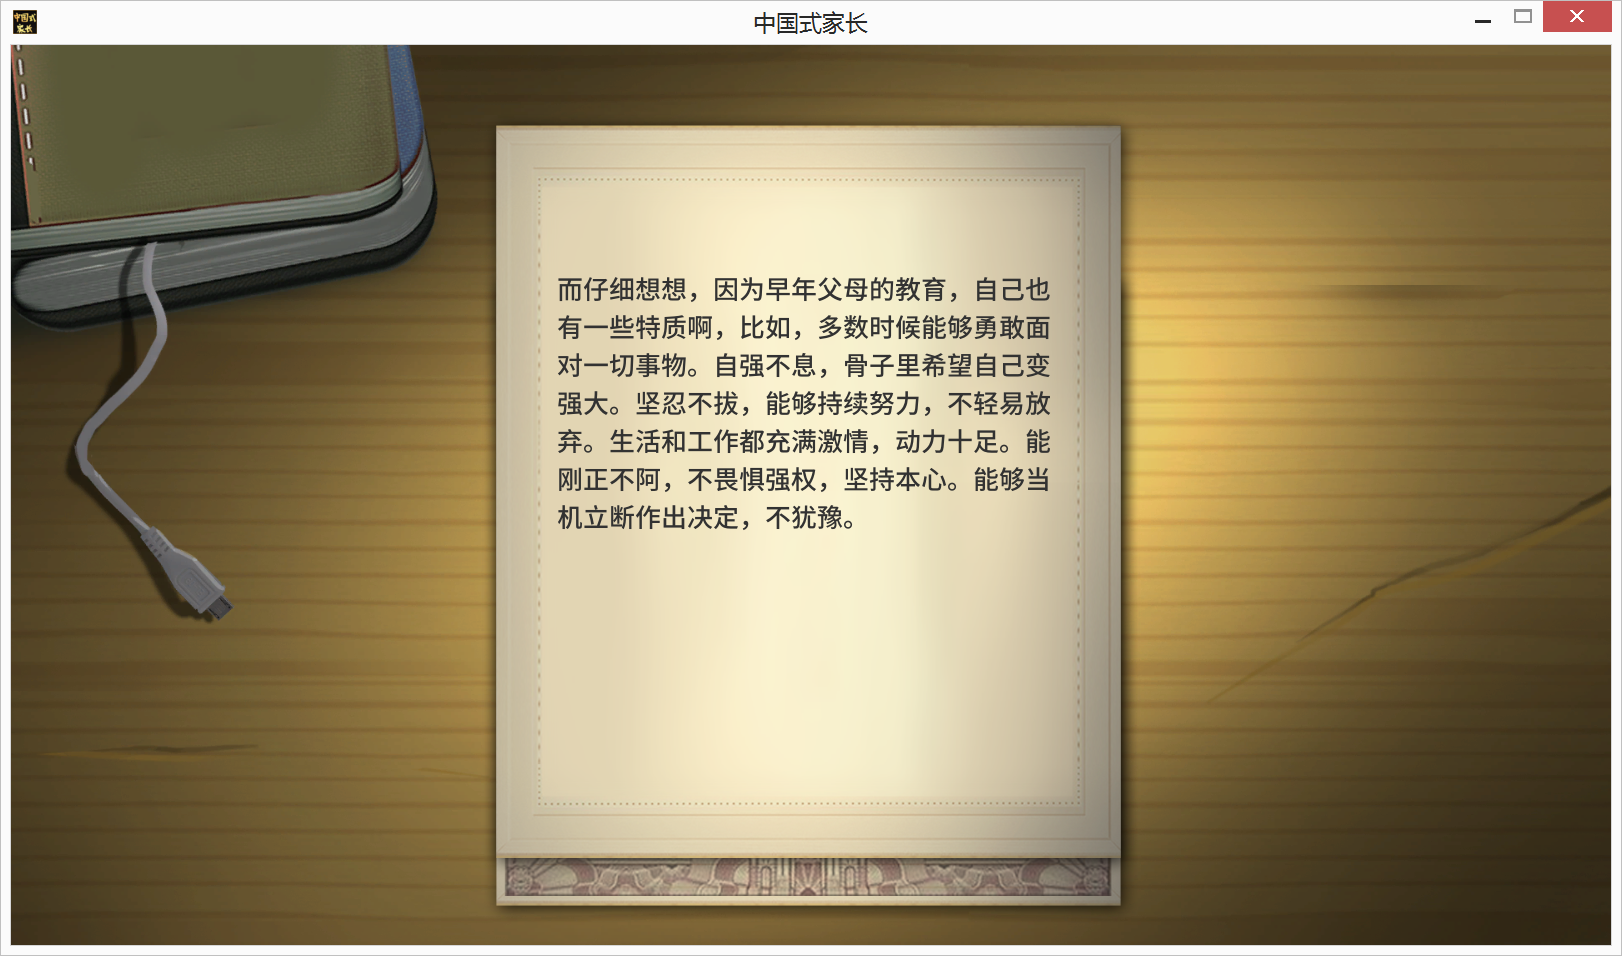 中国式家长
中国式
家长
而仔细想想，因为早年父母的教育，自己也
有一些特质啊，比如，多数时候能够勇敢面
对一切事物。自强不息，骨子里希望自己变
强大。坚忍不拔，能够持续努力，不轻易放
弃。生活和工作都充满激情，动力十足。能
刚正不阿，不畏惧强权，坚持本心。能够当
机立断作出决定，不犹豫。